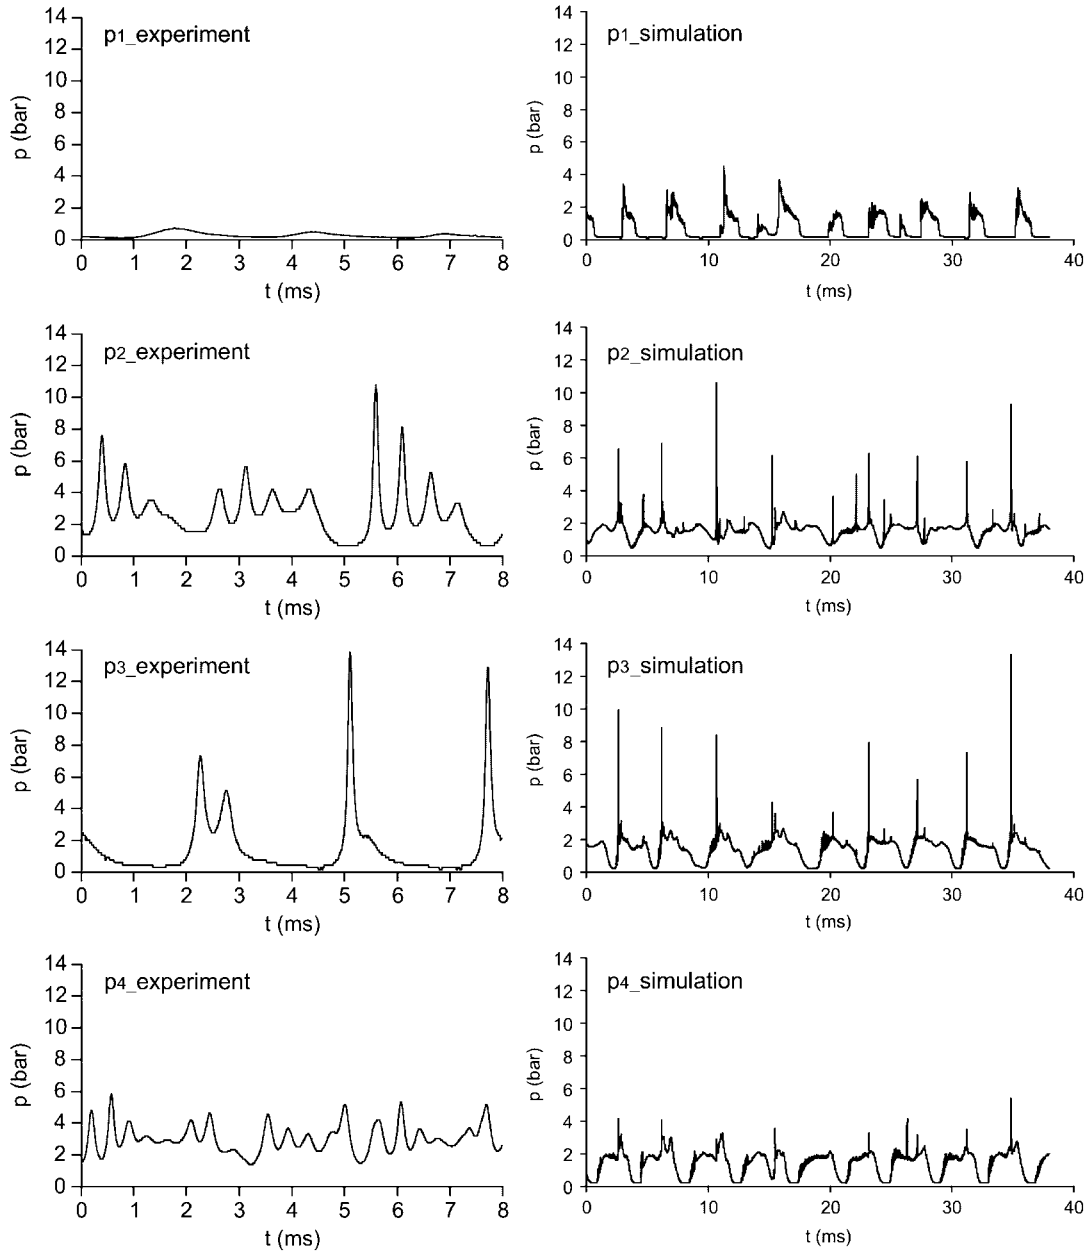 p1_experiment
14
12
10
8
6
4
2
0
p (bar)
0 1 2 3 4 5 6 7 8
t (ms)
p1_simulation
14
12
10
8
6
4
2
0
p (bar)
0 10 20 30 40
t (ms)
p2_experiment
14
12
10
8
6
4
2
0
p (bar)
0 1 2 3 4 5 6 7 8
t (ms)
p2_simulation
14
12
10
8
6
4
2
0
p (bar)
0 10 20 30 40
t (ms)
p3_experiment
14
12
10
8
6
4
2
0
p (bar)
0 1 2 3 4 5 6 7 8
t (ms)
p3_simulation
14
12
10
8
6
4
2
0
p (bar)
0 10 20 30 40
t (ms)
p4_experiment
14
12
10
8
6
4
2
0
p (bar)
0 1 2 3 4 5 6 7 8
t (ms)
p4_simulation
14
12
10
8
6
4
2
0
p (bar)
0 10 20 30 40
t (ms)